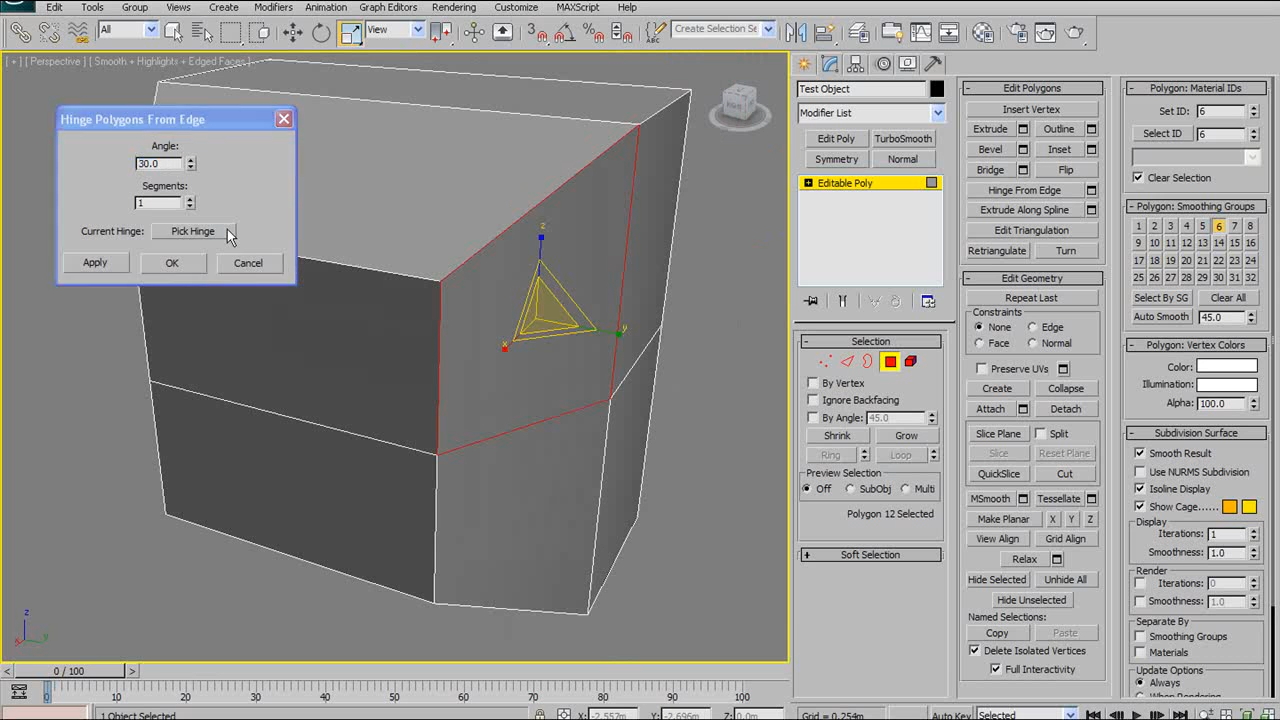 Edit Tools Group Views Create Modifiers Animation Graph Editors Rendering Customize MAXScript Help
All View Create Selection Se
[ + ] [ Perspective ] [ Smooth + Highlights + Edged Faces ]
Hinge Polygons From Edge
Angle:
30.0
Segments:
1
Current Hinge: Pick Hinge
Apply OK Cancel
z
x
y
z
x y
0 / 100
0 10 20 30 40 50 60 70 80 90 100
1 Object Selected X: -2.557m Y: -2.696m Z: 0.0m Grid = 0.254m Auto Key Selected
Test Object
Modifier List
Edit Poly TurboSmooth
Symmetry Normal
Editable Poly
Selection
By Vertex
Ignore Backfacing
By Angle: 45.0
Shrink Grow
Ring Loop
Preview Selection
Off SubObj Multi
Polygon 12 Selected
Soft Selection
Edit Polygons
Insert Vertex
Extrude Outline
Bevel Inset
Bridge Flip
Hinge From Edge
Extrude Along Spline
Edit Triangulation
Retriangulate Turn
Edit Geometry
Repeat Last
Constraints
None Edge
Face Normal
Preserve UVs
Create Collapse
Attach Detach
Slice Plane Split
Slice Reset Plane
QuickSlice Cut
MSmooth Tessellate
Make Planar X Y Z
View Align Grid Align
Relax
Hide Selected Unhide All
Hide Unselected
Named Selections:
Copy Paste
Delete Isolated Vertices
Full Interactivity
Polygon: Material IDs
Set ID: 6
Select ID 6
Clear Selection
Polygon: Smoothing Groups
1 2 3 4 5 6 7 8
9 10 11 12 13 14 15 16
17 18 19 20 21 22 23 24
25 26 27 28 29 30 31 32
Select By SG Clear All
Auto Smooth 45.0
Polygon: Vertex Colors
Color:
Illumination:
Alpha: 100.0
Subdivision Surface
Smooth Result
Use NURMS Subdivision
Isoline Display
Show Cage......
Display
Iterations: 1
Smoothness: 1.0
Render
Iterations: 0
Smoothness: 1.0
Separate By
Smoothing Groups
Materials
Update Options
Always
When Rendering